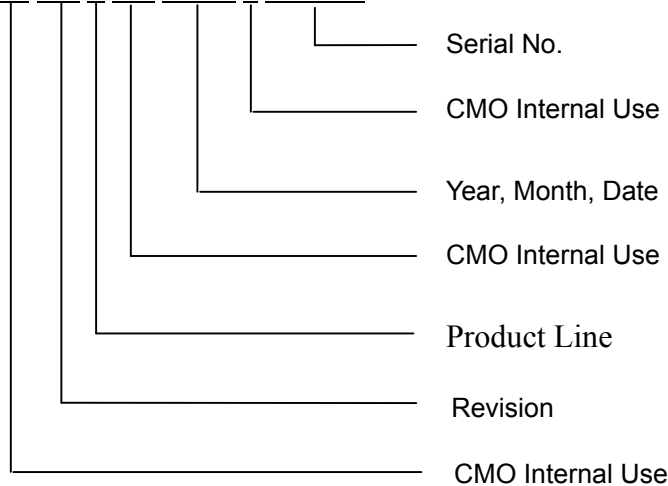 Serial No.
CMO Internal Use
Year, Month, Date
CMO Internal Use
Product Line
Revision
CMO Internal Use